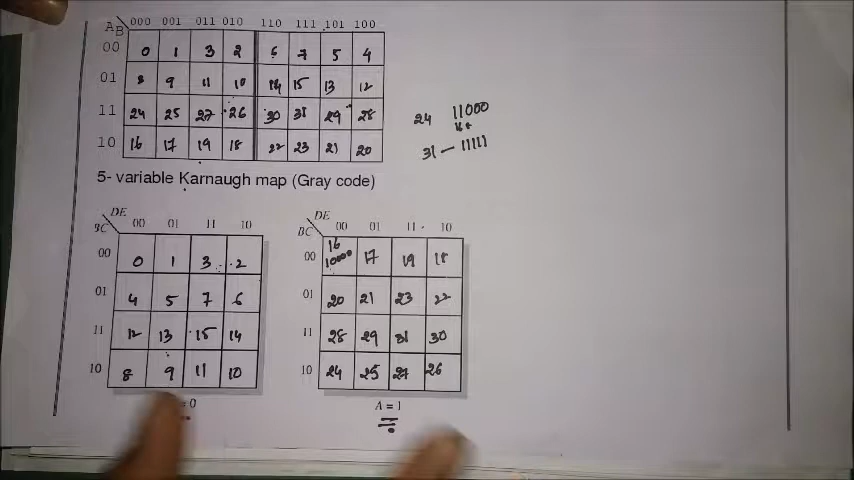 AB 000 001 011 010 110 111 101 100
00 0 1 3 2 6 7 5 4
01 8 9 11 10 14 15 13 12
11 24 25 27 26 30 31 29 28
10 16 17 19 18 22 23 21 20
24 11000
31 - 11111
5- variable Karnaugh map (Gray code)
DE
BC 00 01 11 10
00 0 1 3 2
01 4 5 7 6
11 12 13 15 14
10 8 9 11 10
= 0
DE
BC 00 01 11 10
00 16 10000 17 19 18
01 20 21 23 22
11 28 29 31 30
10 24 25 27 26
A = 1